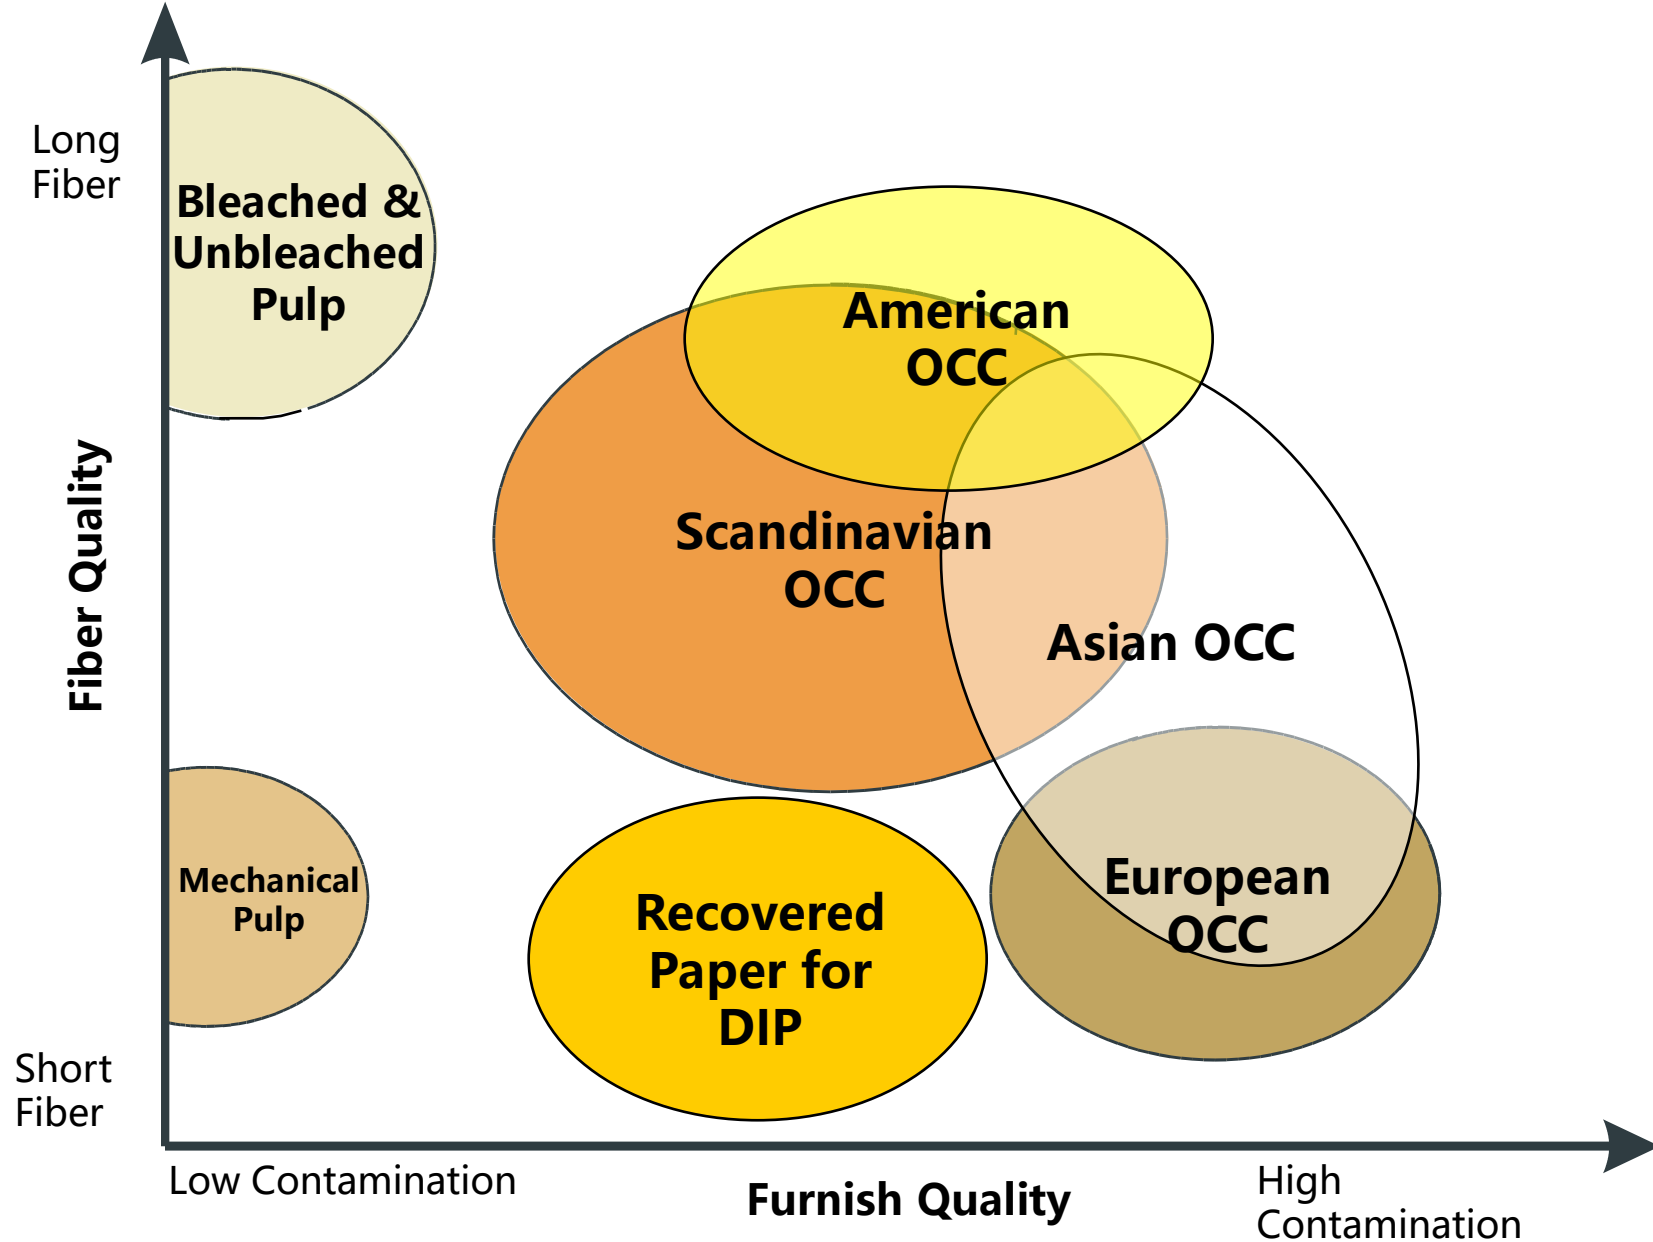 Long
Fiber
Bleached &
Unbleached
Pulp
American
OCC
Fiber Quality
Scandinavian
OCC
Asian OCC
Mechanical
Pulp
European
OCC
Recovered
Paper for
DIP
Short
Fiber
Low Contamination
Furnish Quality
High
Contamination